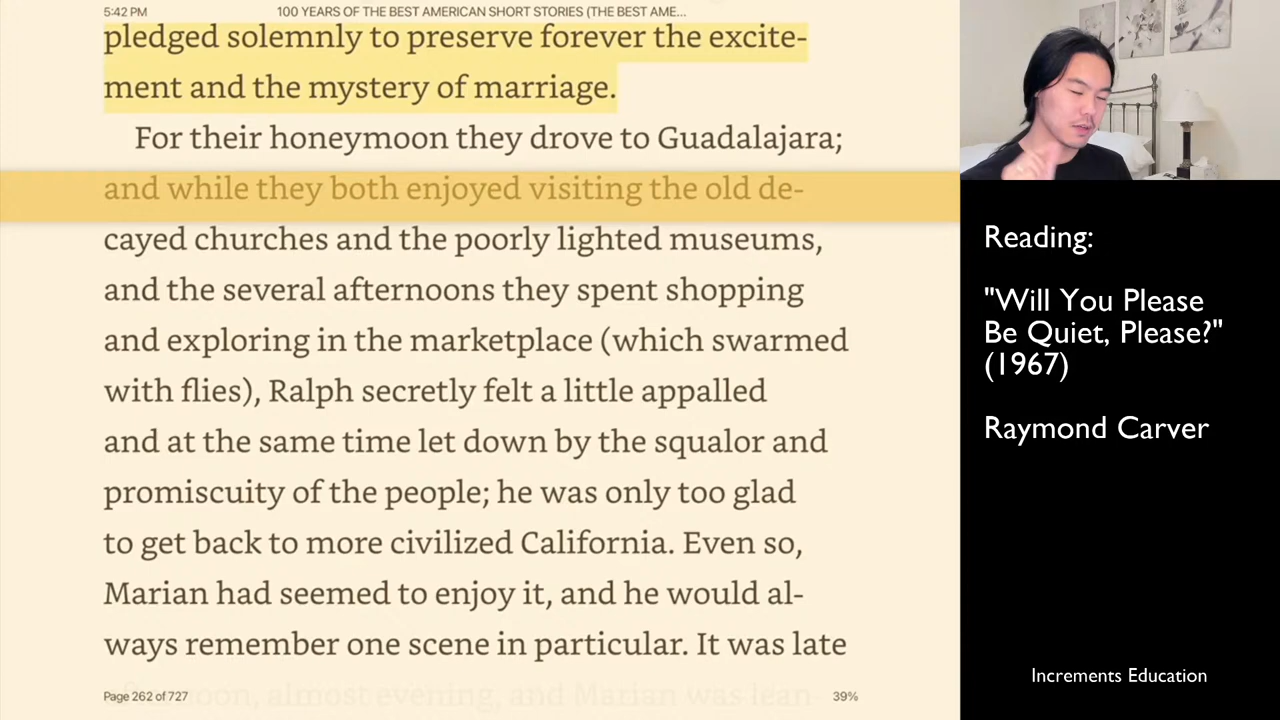 5:42 PM
100 YEARS OF THE BEST AMERICAN SHORT STORIES (THE BEST AME...
pledged solemnly to preserve forever the excite-
ment and the mystery of marriage.
For their honeymoon they drove to Guadalajara;
and while they both enjoyed visiting the old de-
cayed churches and the poorly lighted museums,
and the several afternoons they spent shopping
and exploring in the marketplace (which swarmed
with flies), Ralph secretly felt a little appalled
and at the same time let down by the squalor and
promiscuity of the people; he was only too glad
to get back to more civilized California. Even so,
Marian had seemed to enjoy it, and he would al-
ways remember one scene in particular. It was late
afternoon, almost evening, and Marian was lean
Page 262 of 727
39%
Reading:
"Will You Please
Be Quiet, Please?"
(1967)
Raymond Carver
Increments Education